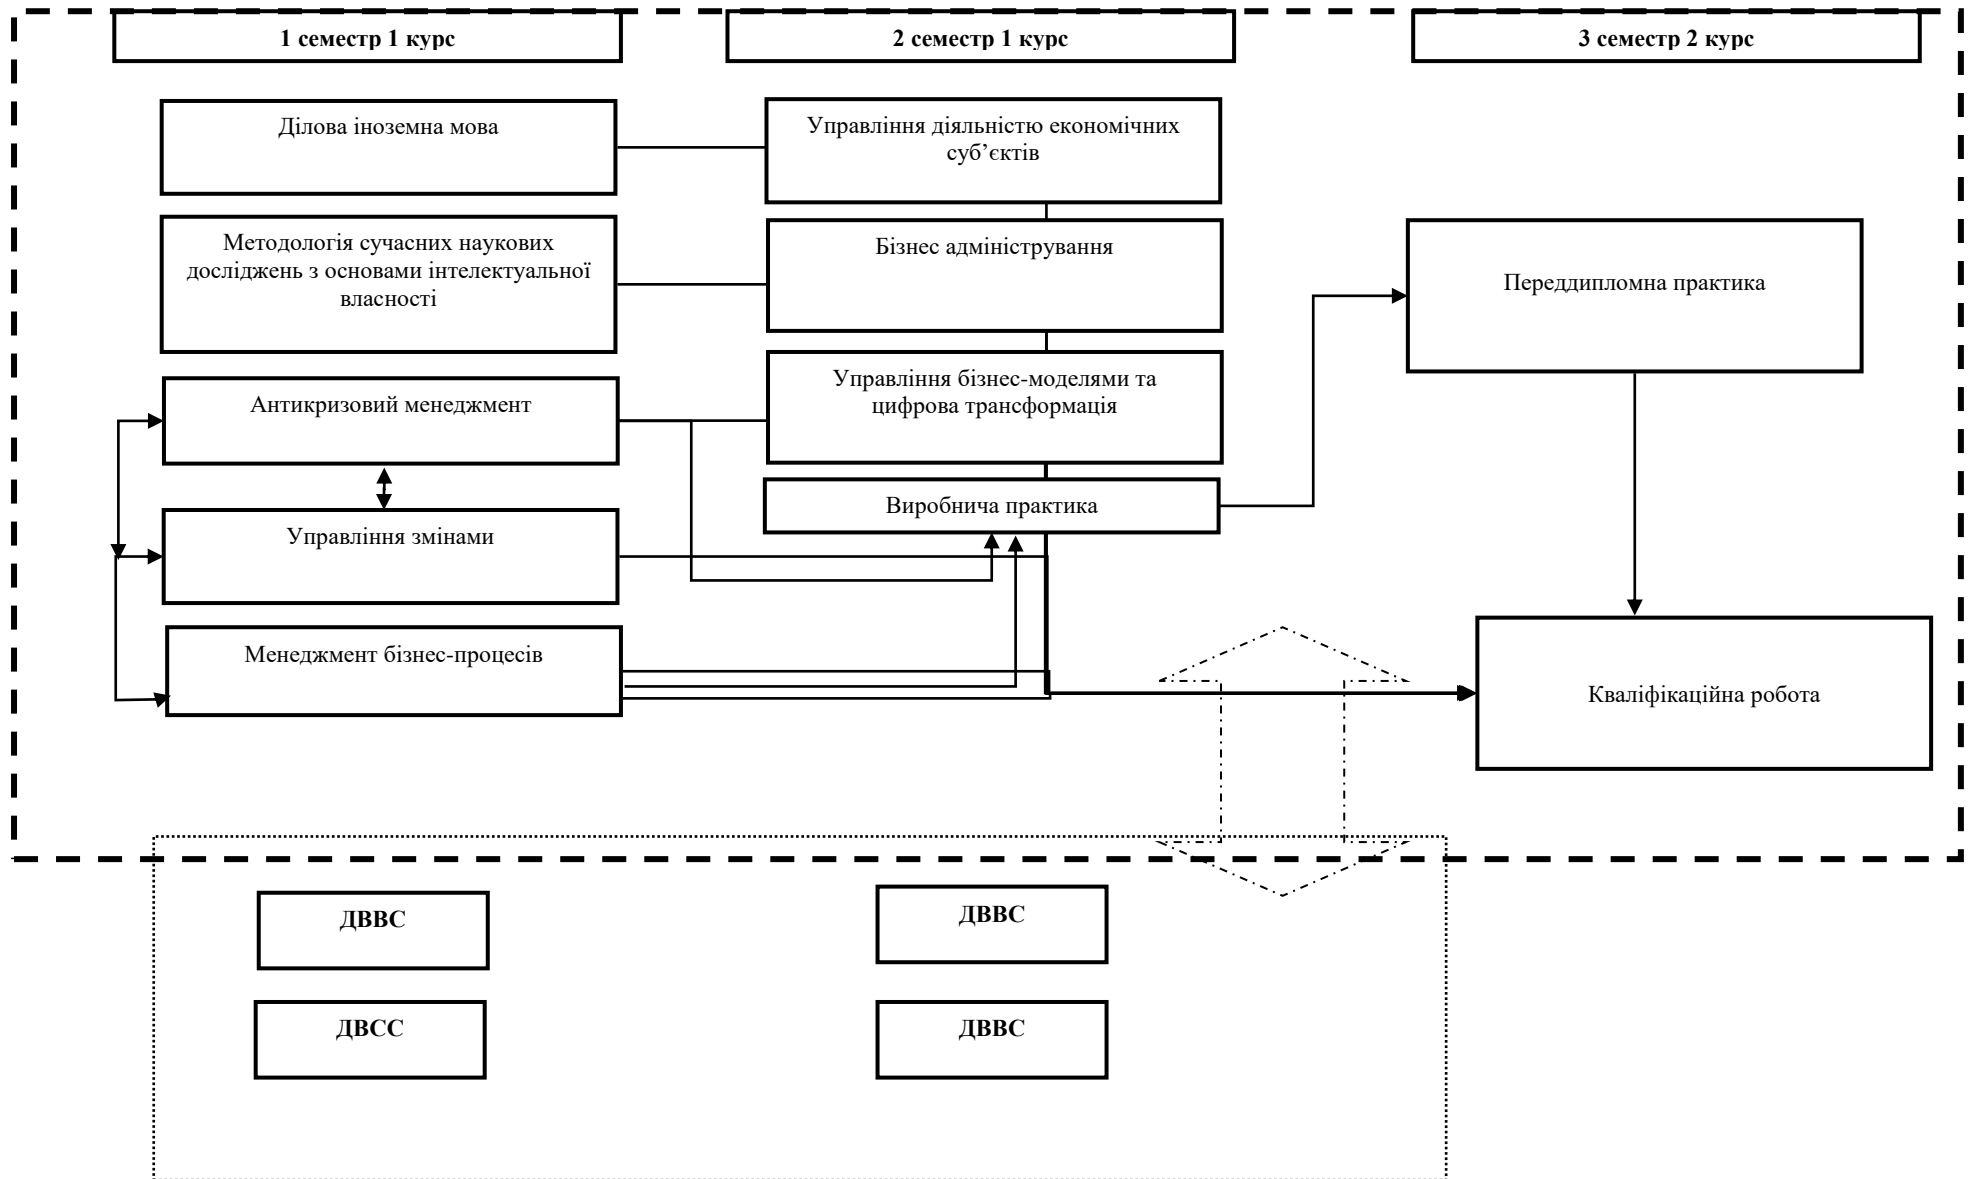 1 семестр 1 курс
2 семестр 1 курс
3 семестр 2 курс
Ділова іноземна мова
Управління діяльністю економічних
суб’єктів
Методологія сучасних наукових
досліджень з основами інтелектуальної
власності
Бізнес адміністрування
Переддипломна практика
Антикризовий менеджмент
Управління бізнес-моделями та
цифрова трансформація
Виробнича практика
Управління змінами
Менеджмент бізнес-процесів
Кваліфікаційна робота
ДВВС
ДВВС
ДВСС
ДВВС